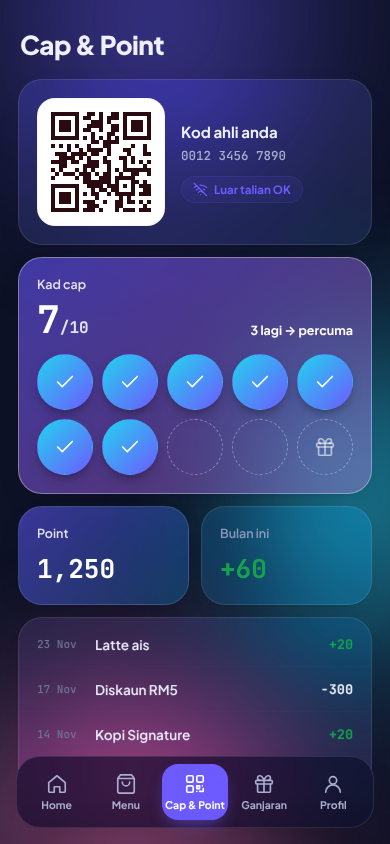 Cap & Point
Kod ahli anda
0012 3456 7890
Luar talian OK
Kad cap
7/10
3 lagi → percuma
Point
1,250
Bulan ini
+60
23 Nov Latte ais +20
17 Nov Diskaun RM5 -300
14 Nov Kopi Signature +20
Home Menu Cap & Point Ganjaran Profil